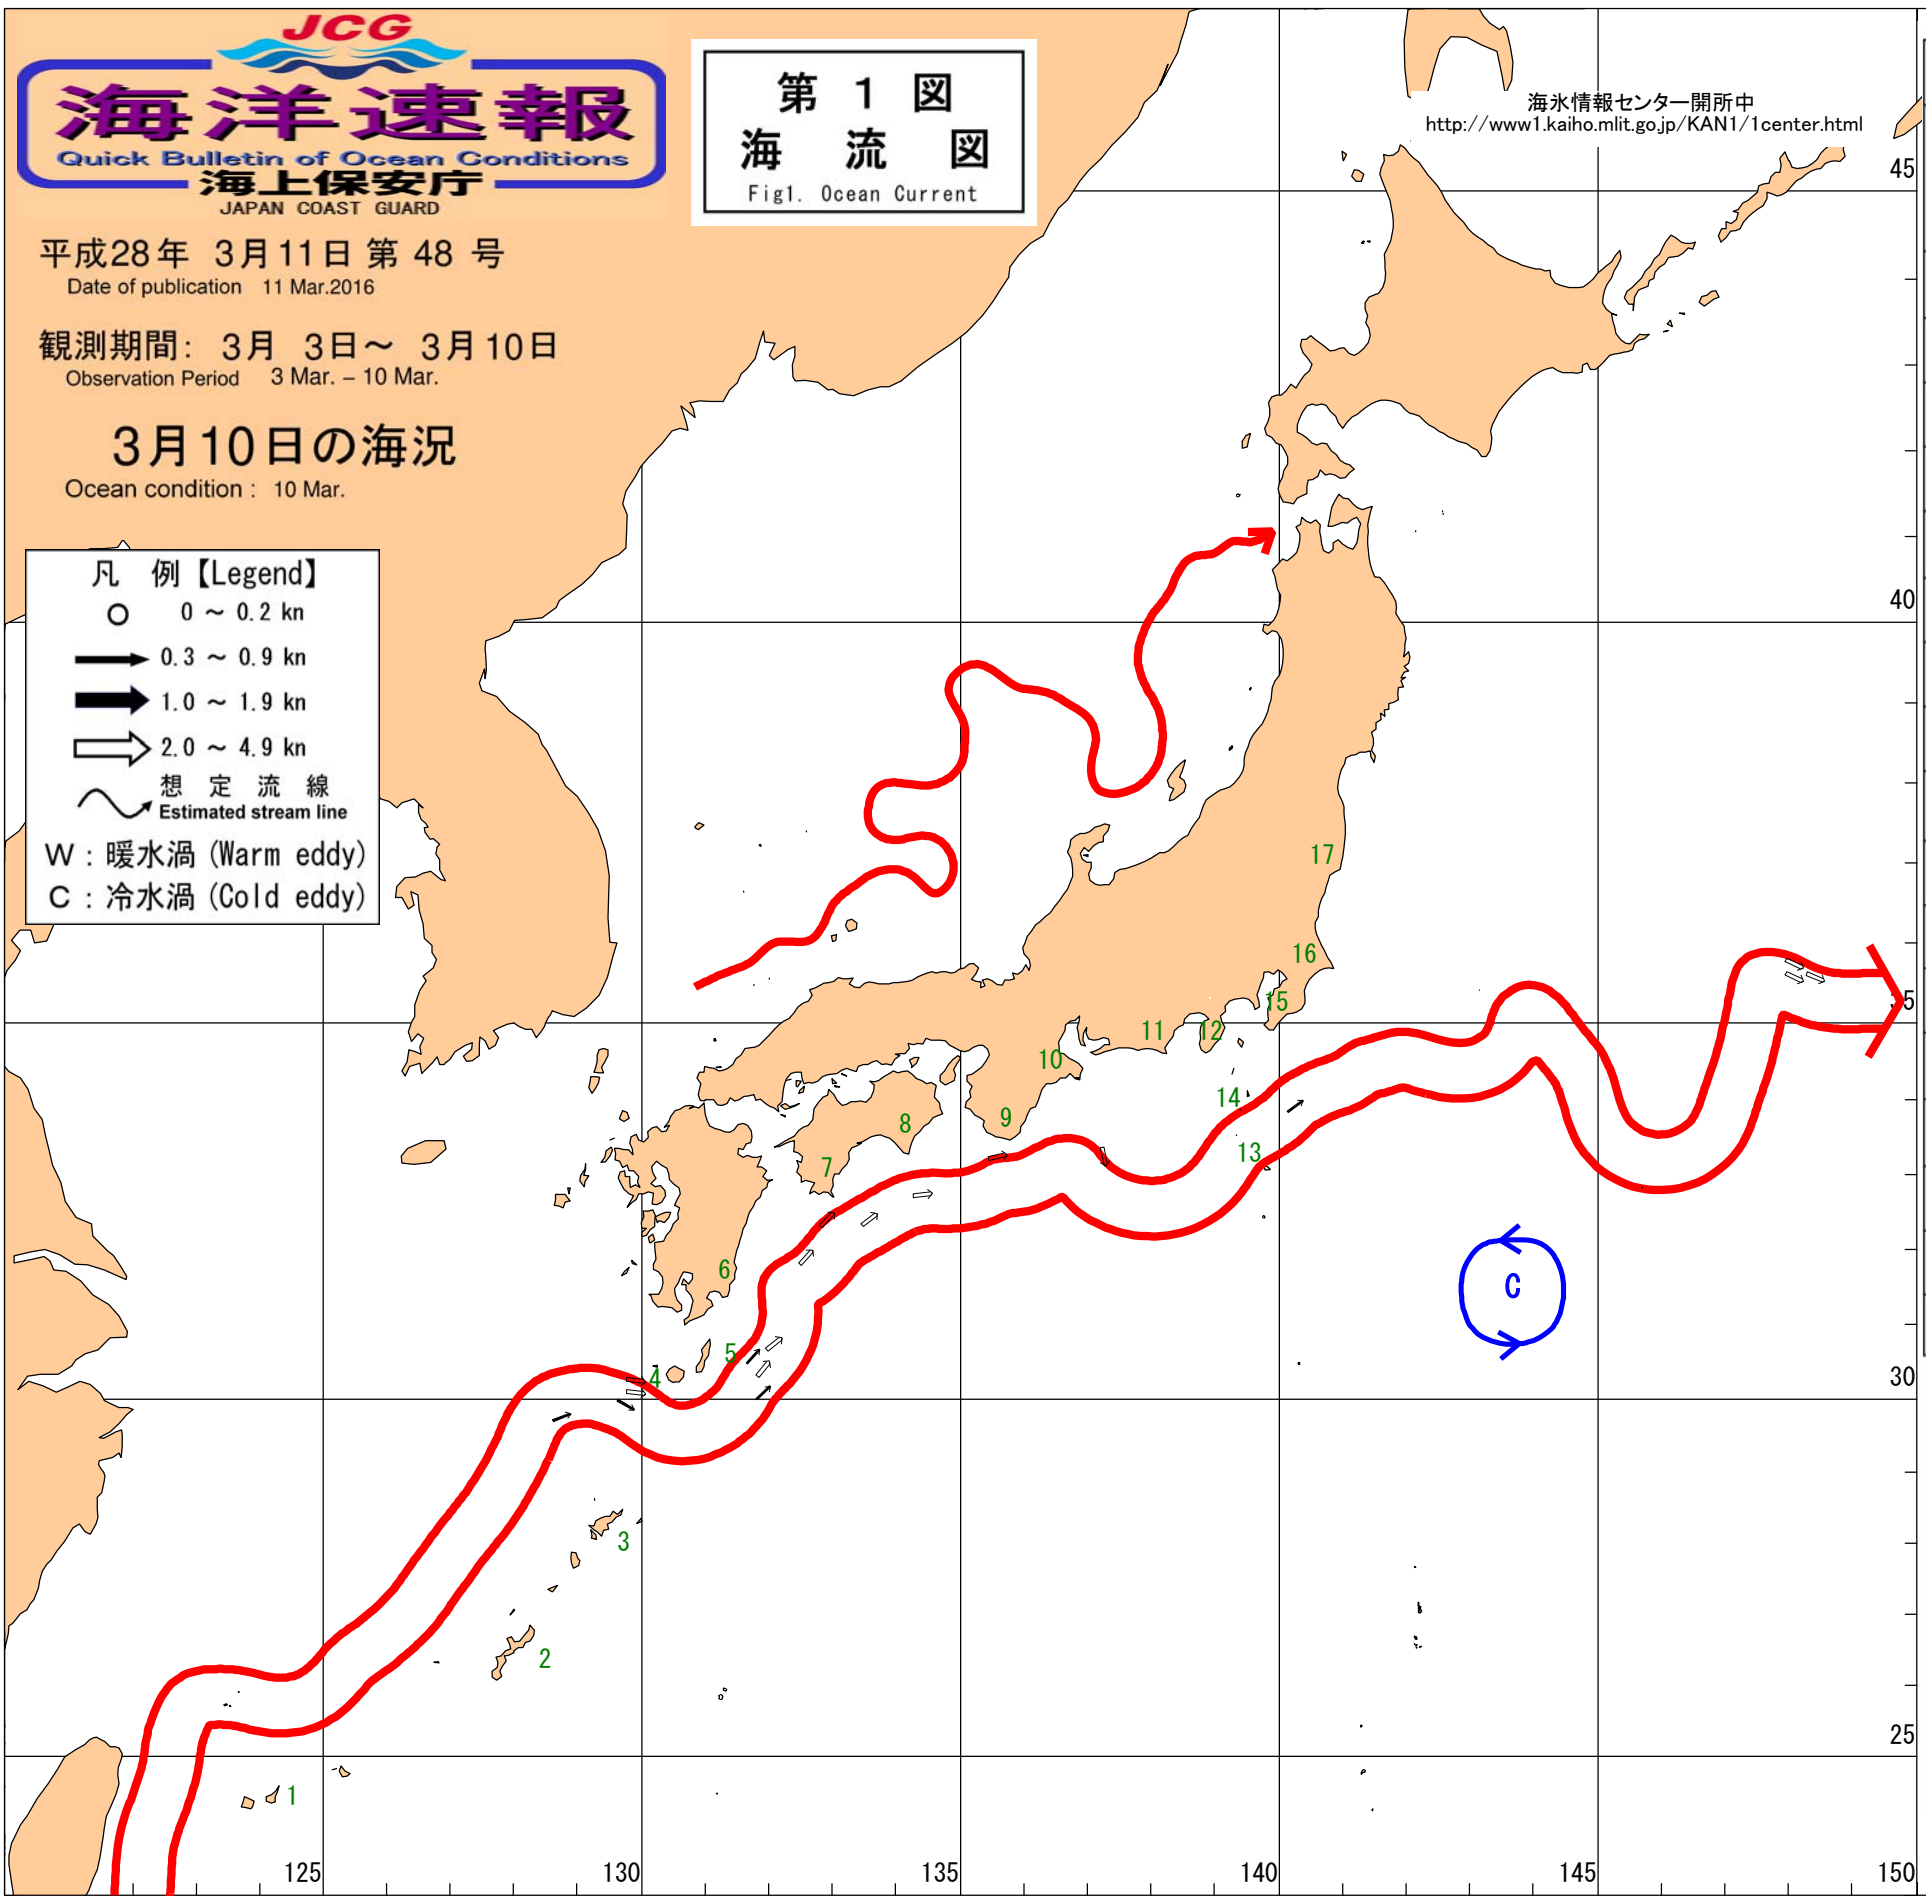 JCG
海洋速報
Quick Bulletin of Ocean Conditions
海上保安庁
JAPAN COAST GUARD
平成28年 3月11日 第 48 号
Date of publication 11 Mar.2016
観測期間: 3月 3日～ 3月10日
Observation Period 3 Mar. – 10 Mar.
3月10日の海況
Ocean condition : 10 Mar.
第 1 図
海 流 図
Fig1. Ocean Current
海氷情報センター開所中
http://www1.kaiho.mlit.go.jp/KAN1/1center.html
凡 例【Legend】
0 ～ 0.2 kn
0.3 ～ 0.9 kn
1.0 ～ 1.9 kn
2.0 ～ 4.9 kn
想 定 流 線
Estimated stream line
W : 暖水渦 (Warm eddy)
C : 冷水渦 (Cold eddy)
45
40
35
30
25
17
16
15
12
11
10
14
9
8
13
7
6
5
4
C
3
2
1
125
130
135
140
145
150